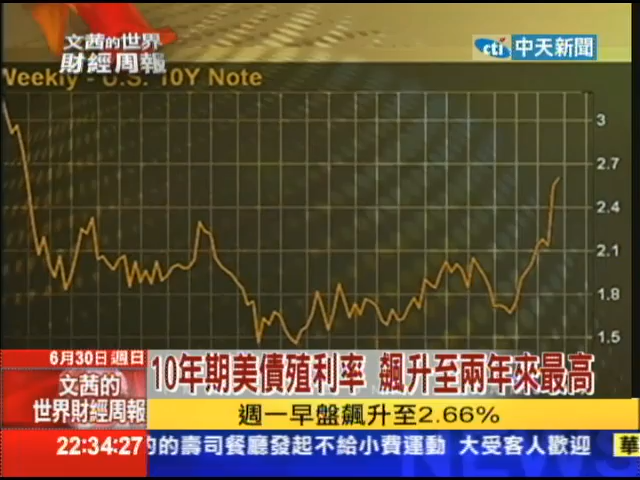 文茜的世界
財經周報
cti 中天新聞
Weekly - U.S. 10Y Note
3
2.7
2.4
2.1
1.8
1.5
6月30日 週日
10年期美債殖利率 飆升至兩年來最高
文茜的
世界財經周報
週一早盤飆升至2.66%
22:34:27
的壽司餐廳發起不給小費運動 大受客人歡迎
NEWS